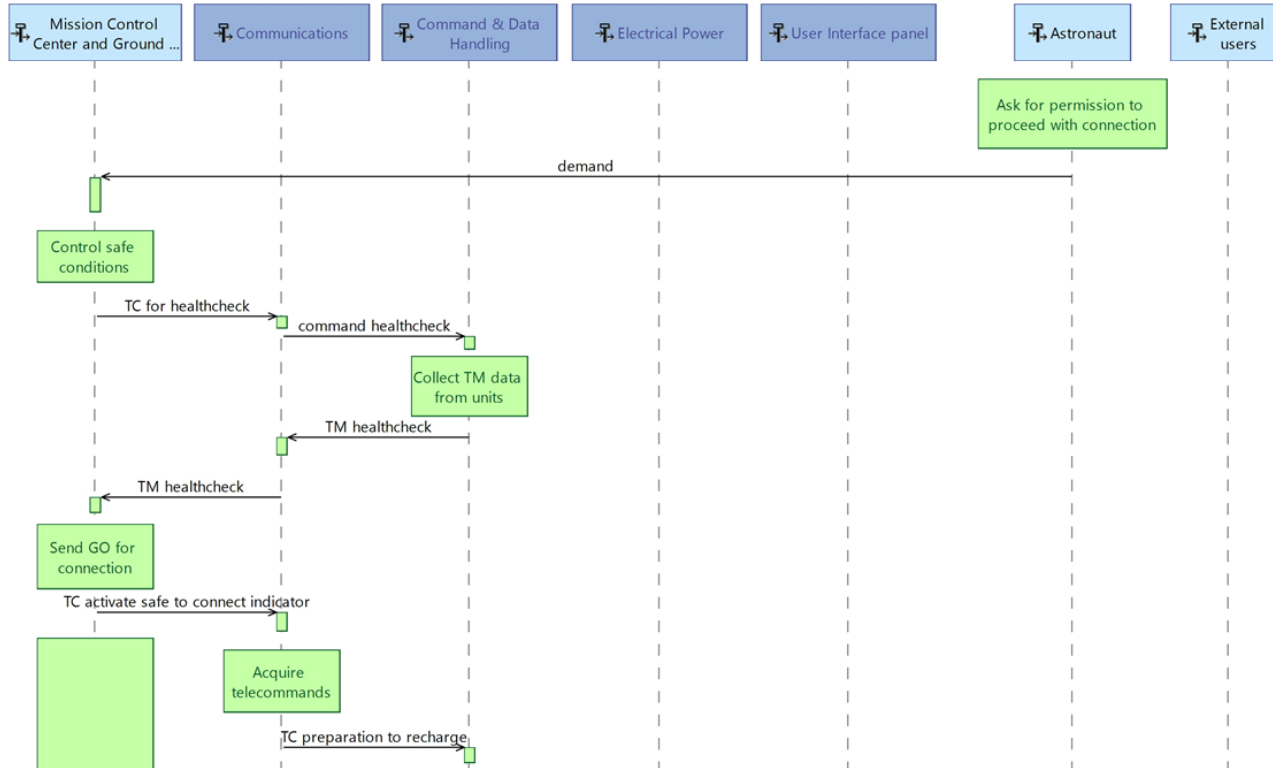 Mission Control
Center and Ground ...
Communications
Command & Data
Handling
Electrical Power
User Interface panel
Astronaut
External
users
Ask for permission to
proceed with connection
demand
Control safe
conditions
TC for healthcheck
command healthcheck
Collect TM data
from units
TM healthcheck
TM healthcheck
Send GO for
connection
TC activate safe to connect indicator
Acquire
telecommands
TC preparation to recharge